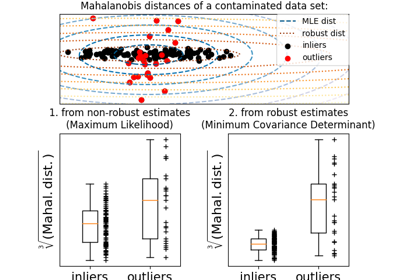 Mahalanobis distances of a contaminated data set:
MLE dist
robust dist
inliers
outliers
1. from non-robust estimates
(Maximum Likelihood)
2. from robust estimates
(Minimum Covariance Determinant)
∛(Mahal. dist.)
∛(Mahal. dist.)
inliers
outliers
inliers
outliers